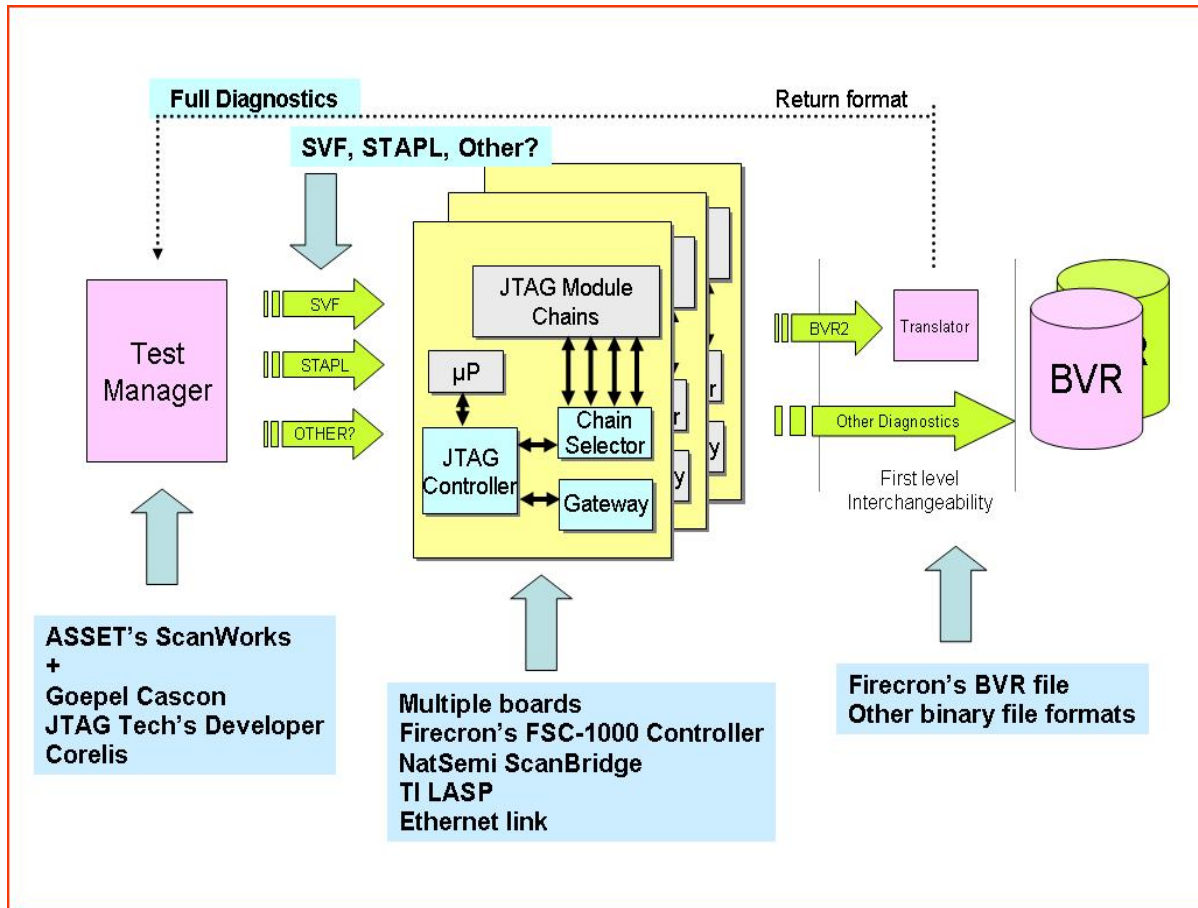 Full Diagnostics
Return format
SVF, STAPL, Other?
Test
Manager
SVF
STAPL
OTHER?
JTAG Module
Chains
µP
JTAG
Controller
Chain
Selector
Gateway
r
y
BVR2
Translator
Other Diagnostics
First level
Interchangeability
BVR
R
ASSET's ScanWorks
+
Goepel Cascon
JTAG Tech's Developer
Corelis
Multiple boards
Firecron's FSC-1000 Controller
NatSemi ScanBridge
TI LASP
Ethernet link
Firecron's BVR file
Other binary file formats